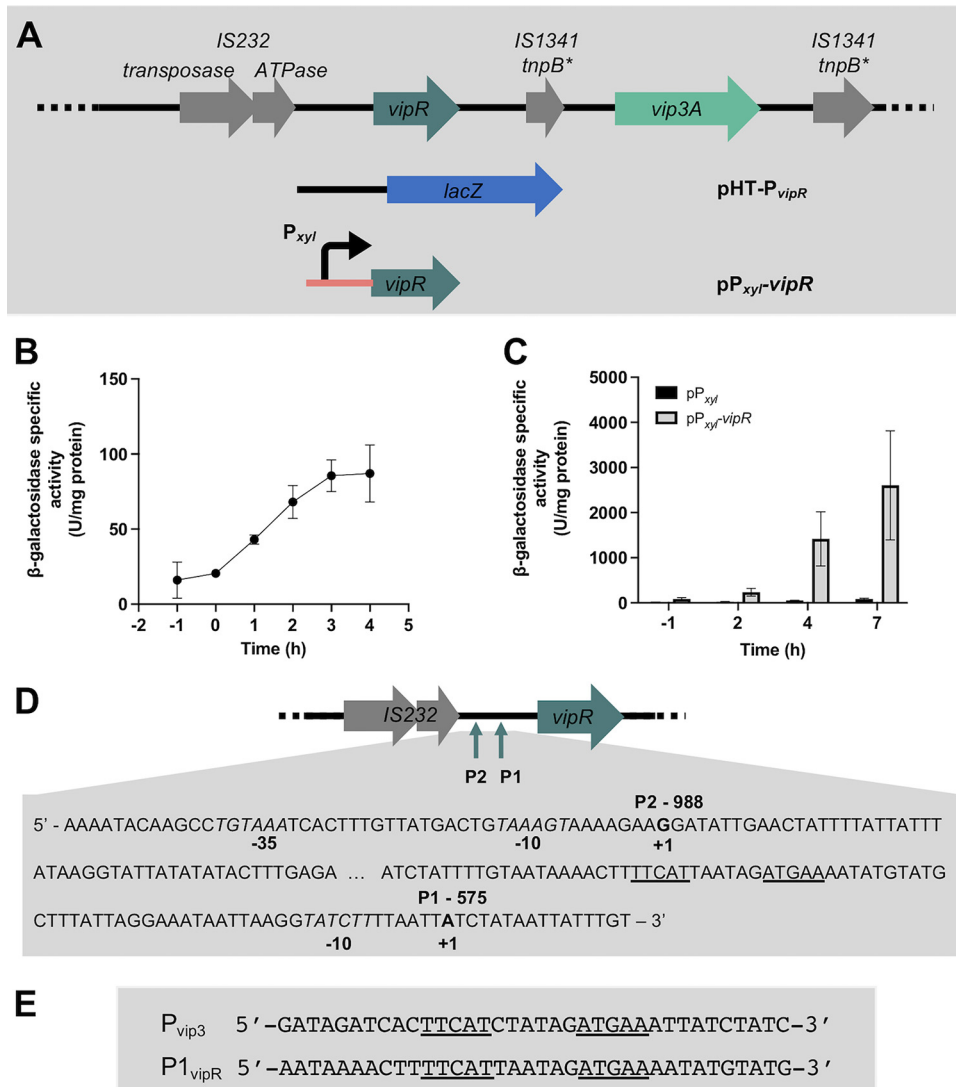 A
IS232
IS1341
IS1341
transposase
ATPase
tnpB*
tnpB*
vipR
vip3A
lacZ
pHT-PvipR
Pxyl
vipR
pPxyl-vipR
B
β-galactosidase specific
activity
(U/mg protein)
150
100
50
0
-2 -1 0 1 2 3 4 5
Time (h)
C
β-galactosidase specific
activity
(U/mg protein)
5000
4000
3000
2000
1000
0
pPxyl
pPxyl-vipR
-1 2 4 7
Time (h)
D
IS232
vipR
P2 P1
P2 - 988
5' - AAAATACAAGCCTGTAAATCACTTTGTTATGACTGTAAAGTAAAAGAAGGATATTGAACTATTTTATTATTT
-35 -10 +1
ATAAGGTATTATATATACTTTGAGA ... ATCTATTTTGTAATAAAACTTTTCATTAATAGATGAAAATATGTATG
P1 - 575
CTTTATTAGGAAATAATTAAGGTATCTTTTAATTATCTATAATTATTTGT – 3'
-10 +1
E
Pvip3 5'-GATAGATCACTTCATCTATAGATGAAATTATCTATC-3'
P1vipR 5'-AATAAAACTTTTCATTAATAGATGAAAATATGTATG-3'